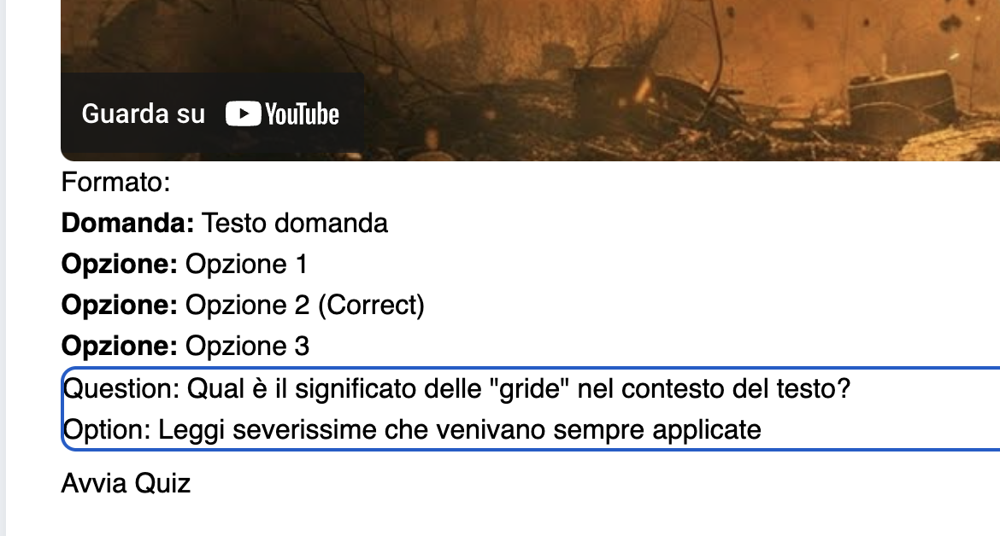 Guarda su YouTube
Formato:
Domanda: Testo domanda
Opzione: Opzione 1
Opzione: Opzione 2 (Correct)
Opzione: Opzione 3
Question: Qual è il significato delle "gride" nel contesto del testo?
Option: Leggi severissime che venivano sempre applicate
Avvia Quiz